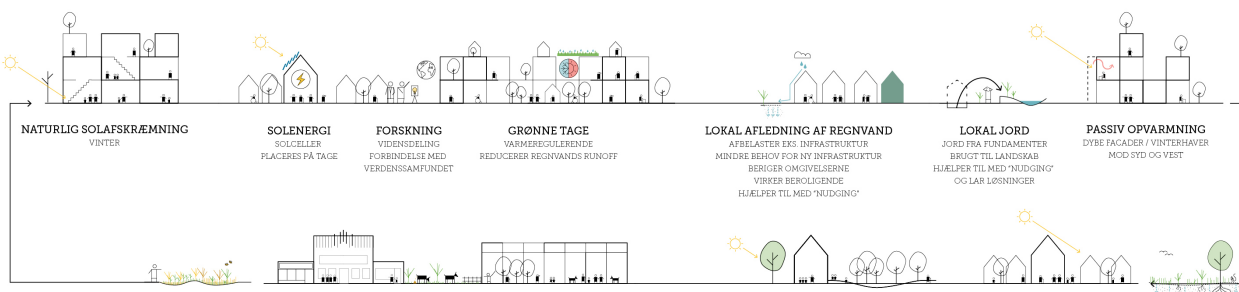 NATURLIG SOLAFSKRÆMNING
VINTER
SOLENERGI
SOLCELLER
PLACERES PÅ TAGE
FORSKNING
VIDENSDELING
FORBINDELSE MED
VERDENSSAMFUNDET
GRØNNE TAGE
VARMEREGULERENDE
REDUCERER REGNVANDS RUNOFF
LOKAL AFLEDNING AF REGNVAND
AFBELASTER EKS. INFRASTRUKTUR
MINDRE BEHOV FOR NY INFRASTRUKTUR
BERIGER OMGIVELSERNE
VIRKER BEROLIGENDE
HJÆLPER TIL MED "NUDGING"
LOKAL JORD
JORD FRA FUNDAMENTER
BRUGT TIL LANDSKAB
HJÆLPER TIL MED "NUDGING"
OG LAR LØSNINGER
PASSIV OPVARMNING
DYBE FACADER / VINTERHAVER
MOD SYD OG VEST